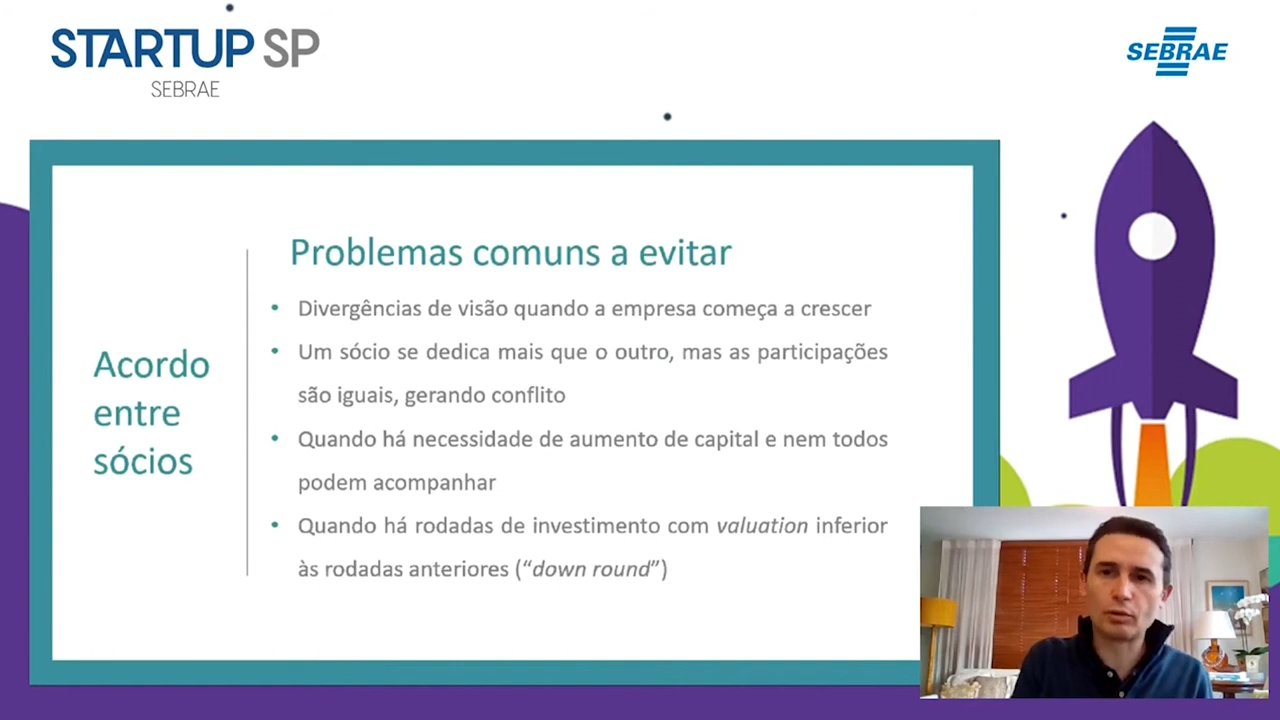 STARTUP SP
SEBRAE
SEBRAE
Problemas comuns a evitar
• Divergências de visão quando a empresa começa a crescer
• Um sócio se dedica mais que o outro, mas as participações
são iguais, gerando conflito
• Quando há necessidade de aumento de capital e nem todos
podem acompanhar
• Quando há rodadas de investimento com valuation inferior
às rodadas anteriores (“down round”)
Acordo
entre
sócios